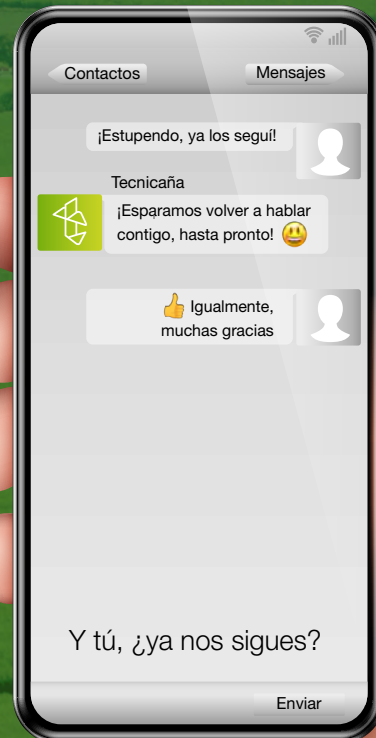 Contactos
Mensajes
¡Estupendo, ya los seguí!
Tecnicaña
¡Esparamos volver a hablar
contigo, hasta pronto! 😃
👍 Igualmente,
muchas gracias
Y tú, ¿ya nos sigues?
Enviar